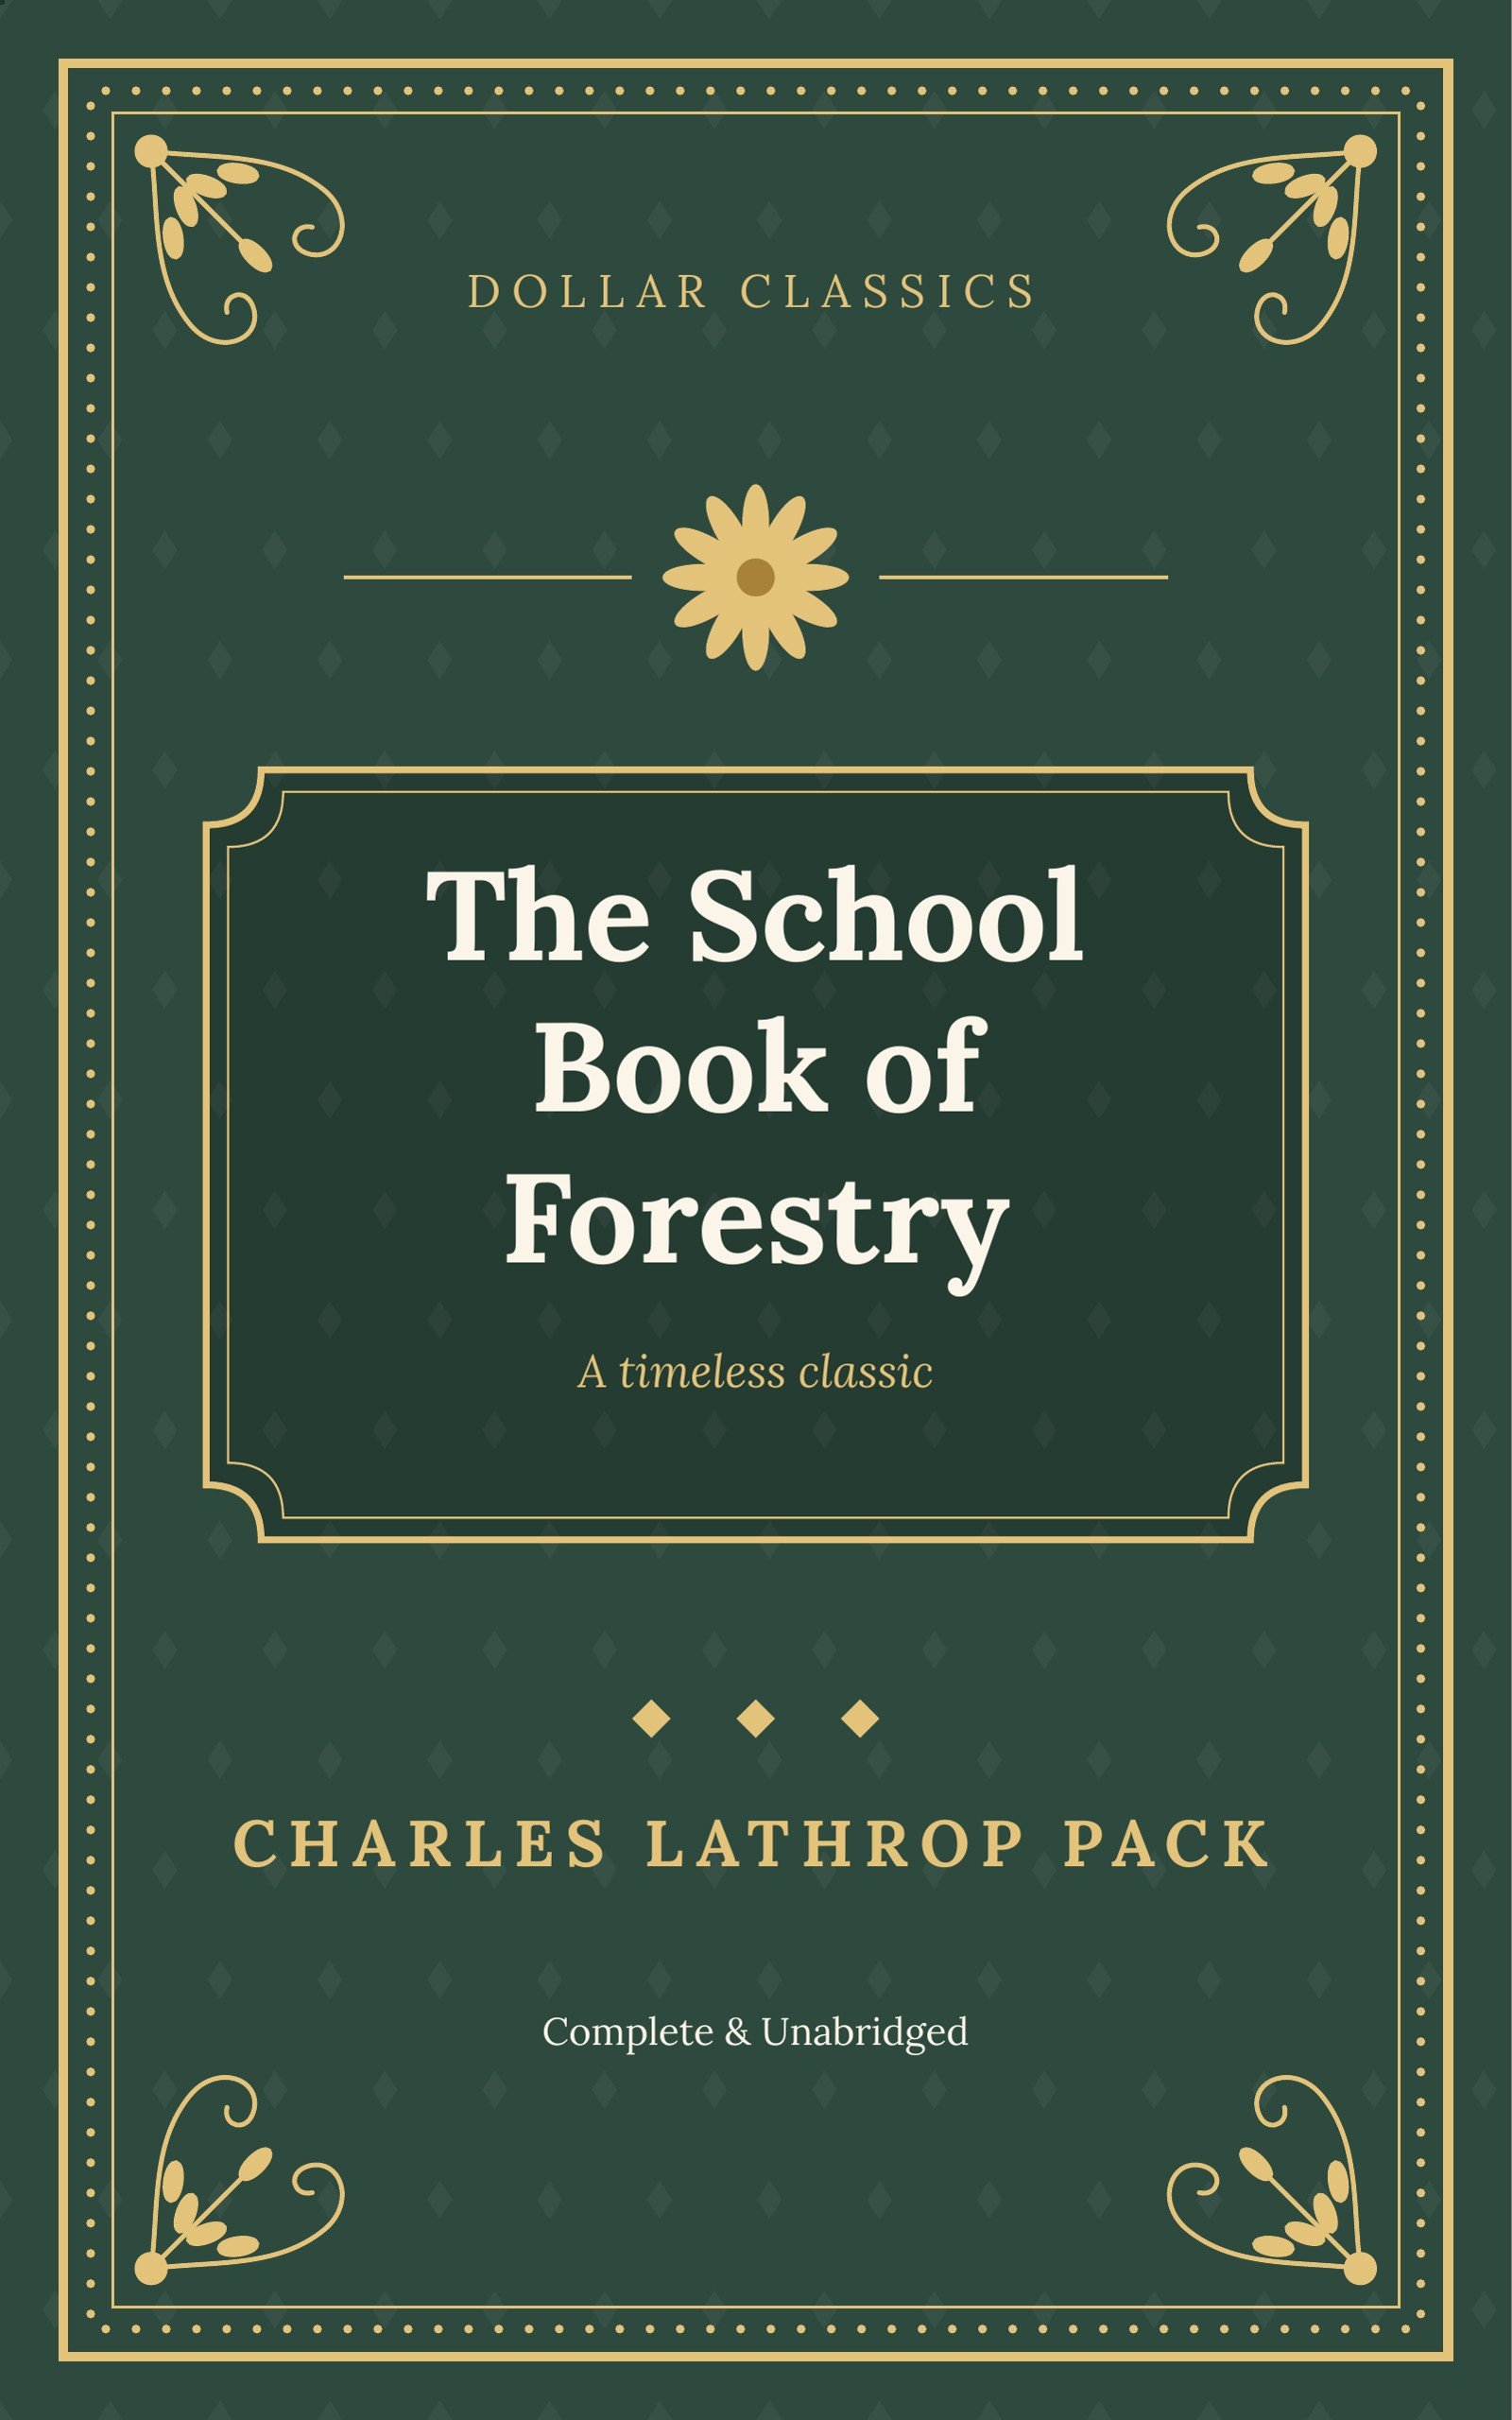 DOLLAR CLASSICS
The School
Book of
Forestry
A timeless classic
CHARLES LATHROP PACK
Complete & Unabridged